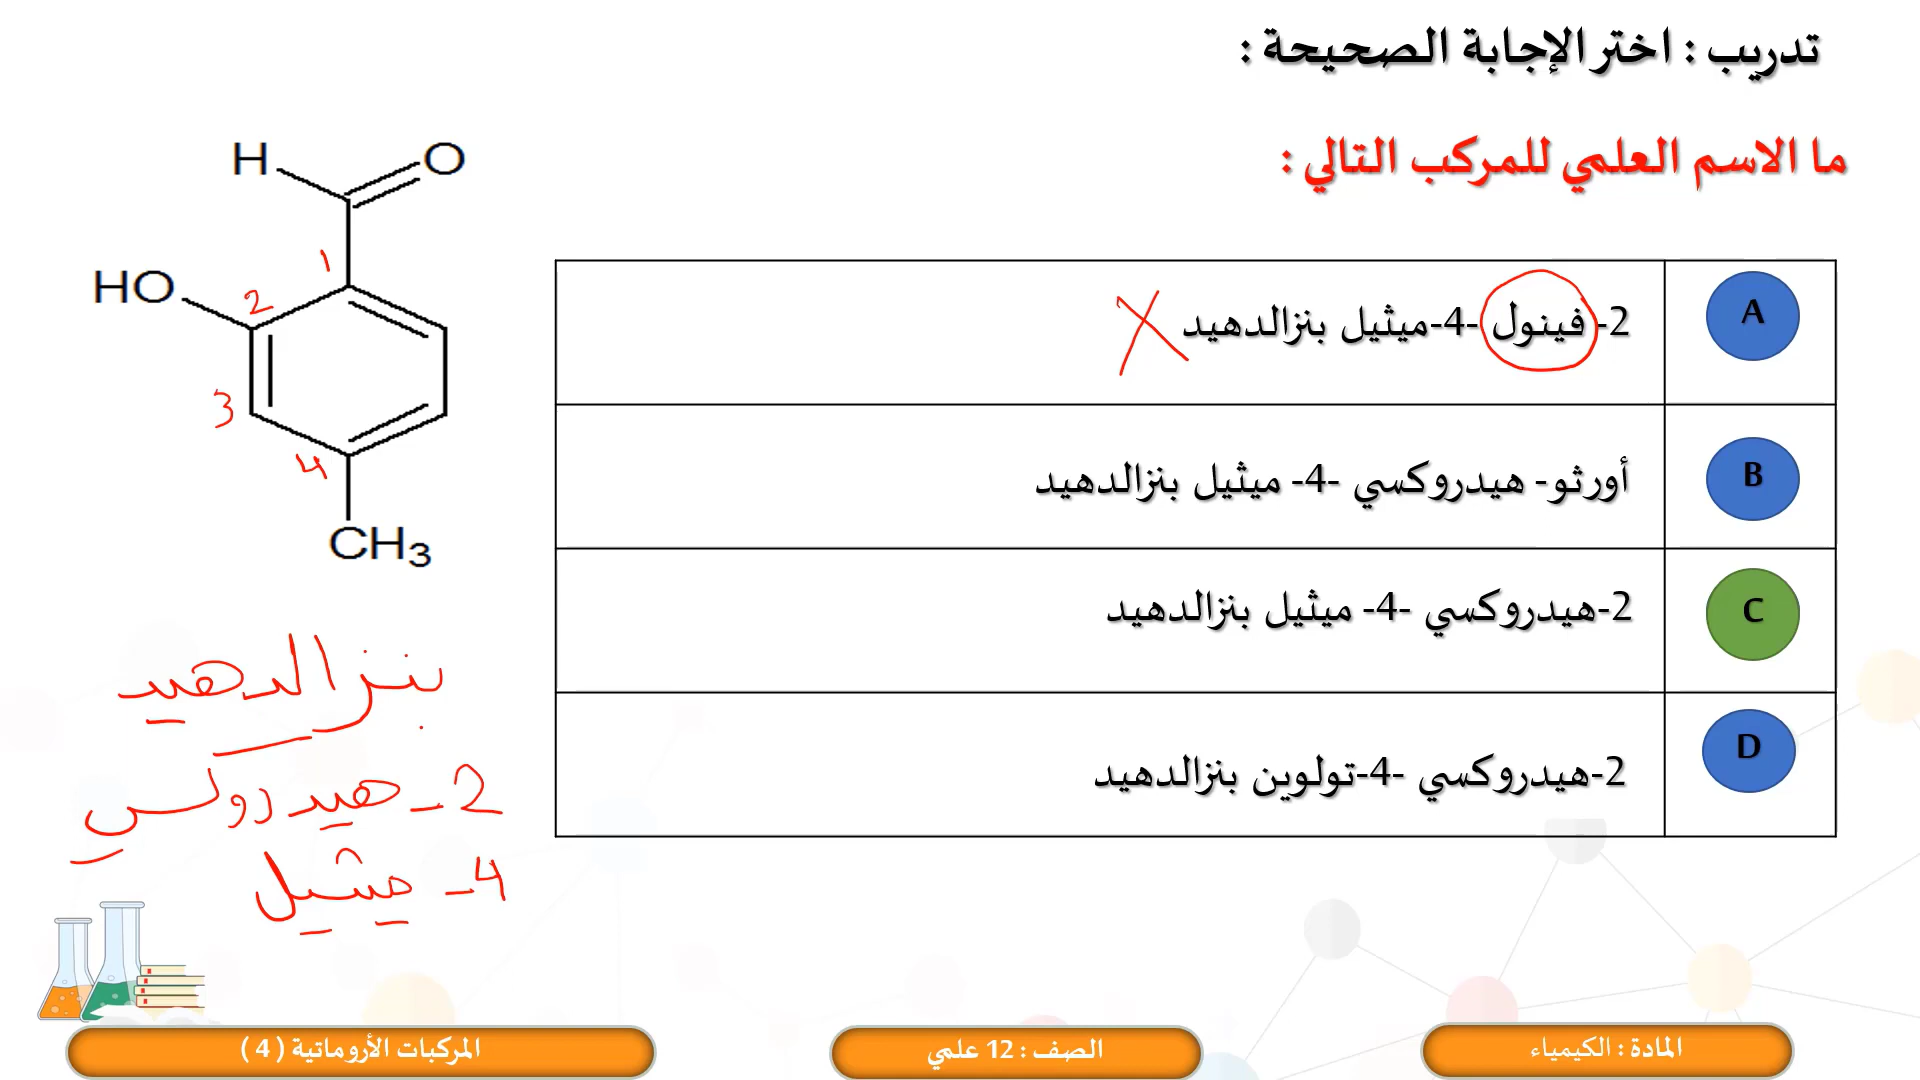 تدريب : اختر الإجابة الصحيحة :
ما الاسم العلمي للمركب التالي :
A
2- فينول -4-ميثيل بنزالدهيد
B
أورثو- هيدروكسي -4- ميثيل بنزالدهيد
C
2-هيدروكسي -4- ميثيل بنزالدهيد
D
2-هيدروكسي -4-تولوين بنزالدهيد
H
O
HO
1
2
3
4
CH3
بنزالدهيد
2- هيدروكسي
4- ميثيل
المادة : الكيمياء
الصف : 12 علمي
المركبات الأروماتية ( 4 )